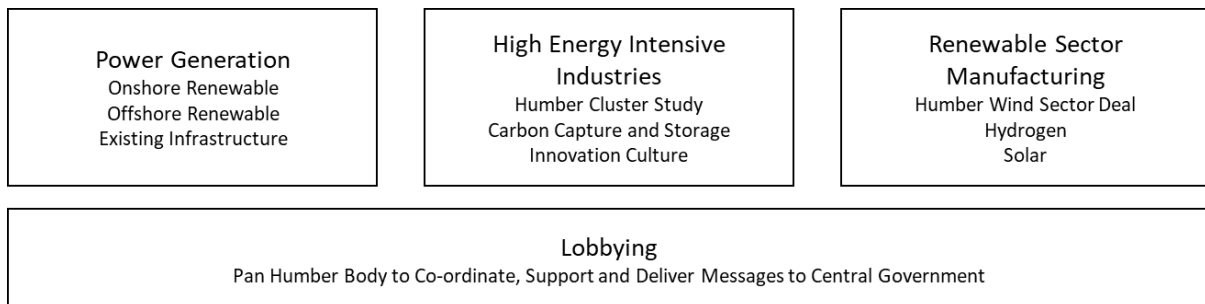 Power Generation
Onshore Renewable
Offshore Renewable
Existing Infrastructure
High Energy Intensive
Industries
Humber Cluster Study
Carbon Capture and Storage
Innovation Culture
Renewable Sector
Manufacturing
Humber Wind Sector Deal
Hydrogen
Solar
Lobbying
Pan Humber Body to Co-ordinate, Support and Deliver Messages to Central Government